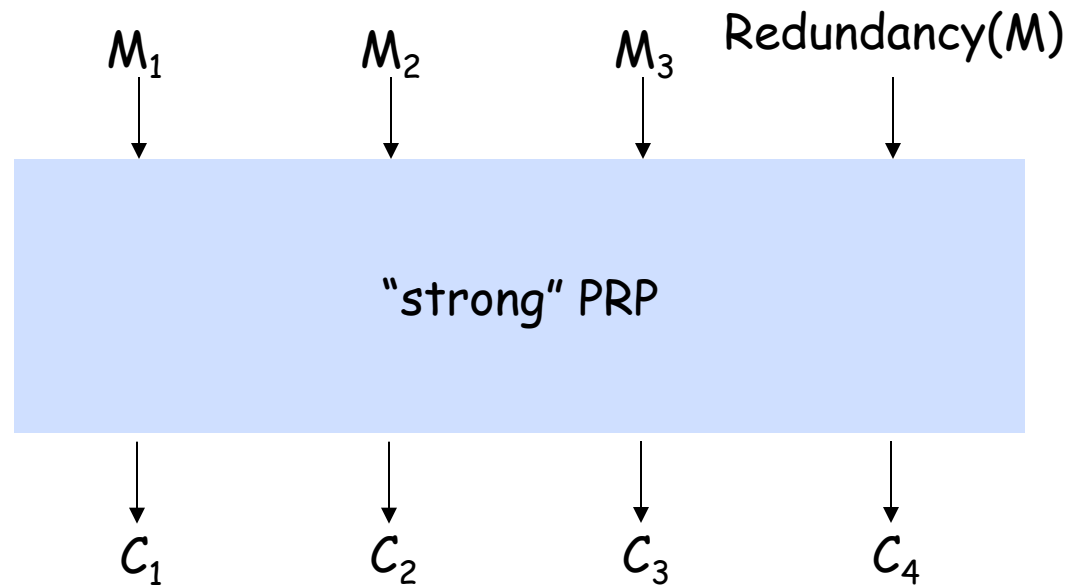 M₁ M₂ M₃ Redundancy(M)
“strong” PRP
C₁ C₂ C₃ C₄